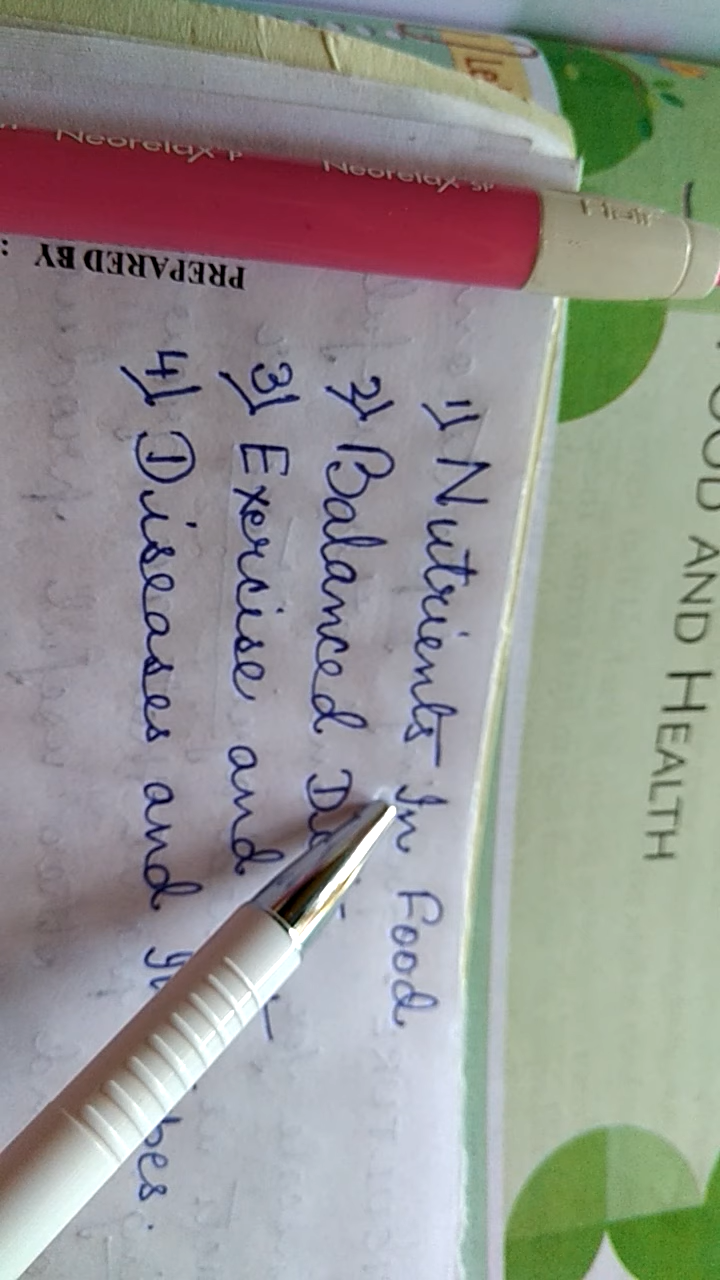 FOOD AND HEALTH
1) Nutrients In Food
2) Balanced
3) Exercise and
4) Diseases and
PREPARED BY :
Neorelax
Neorelax SP